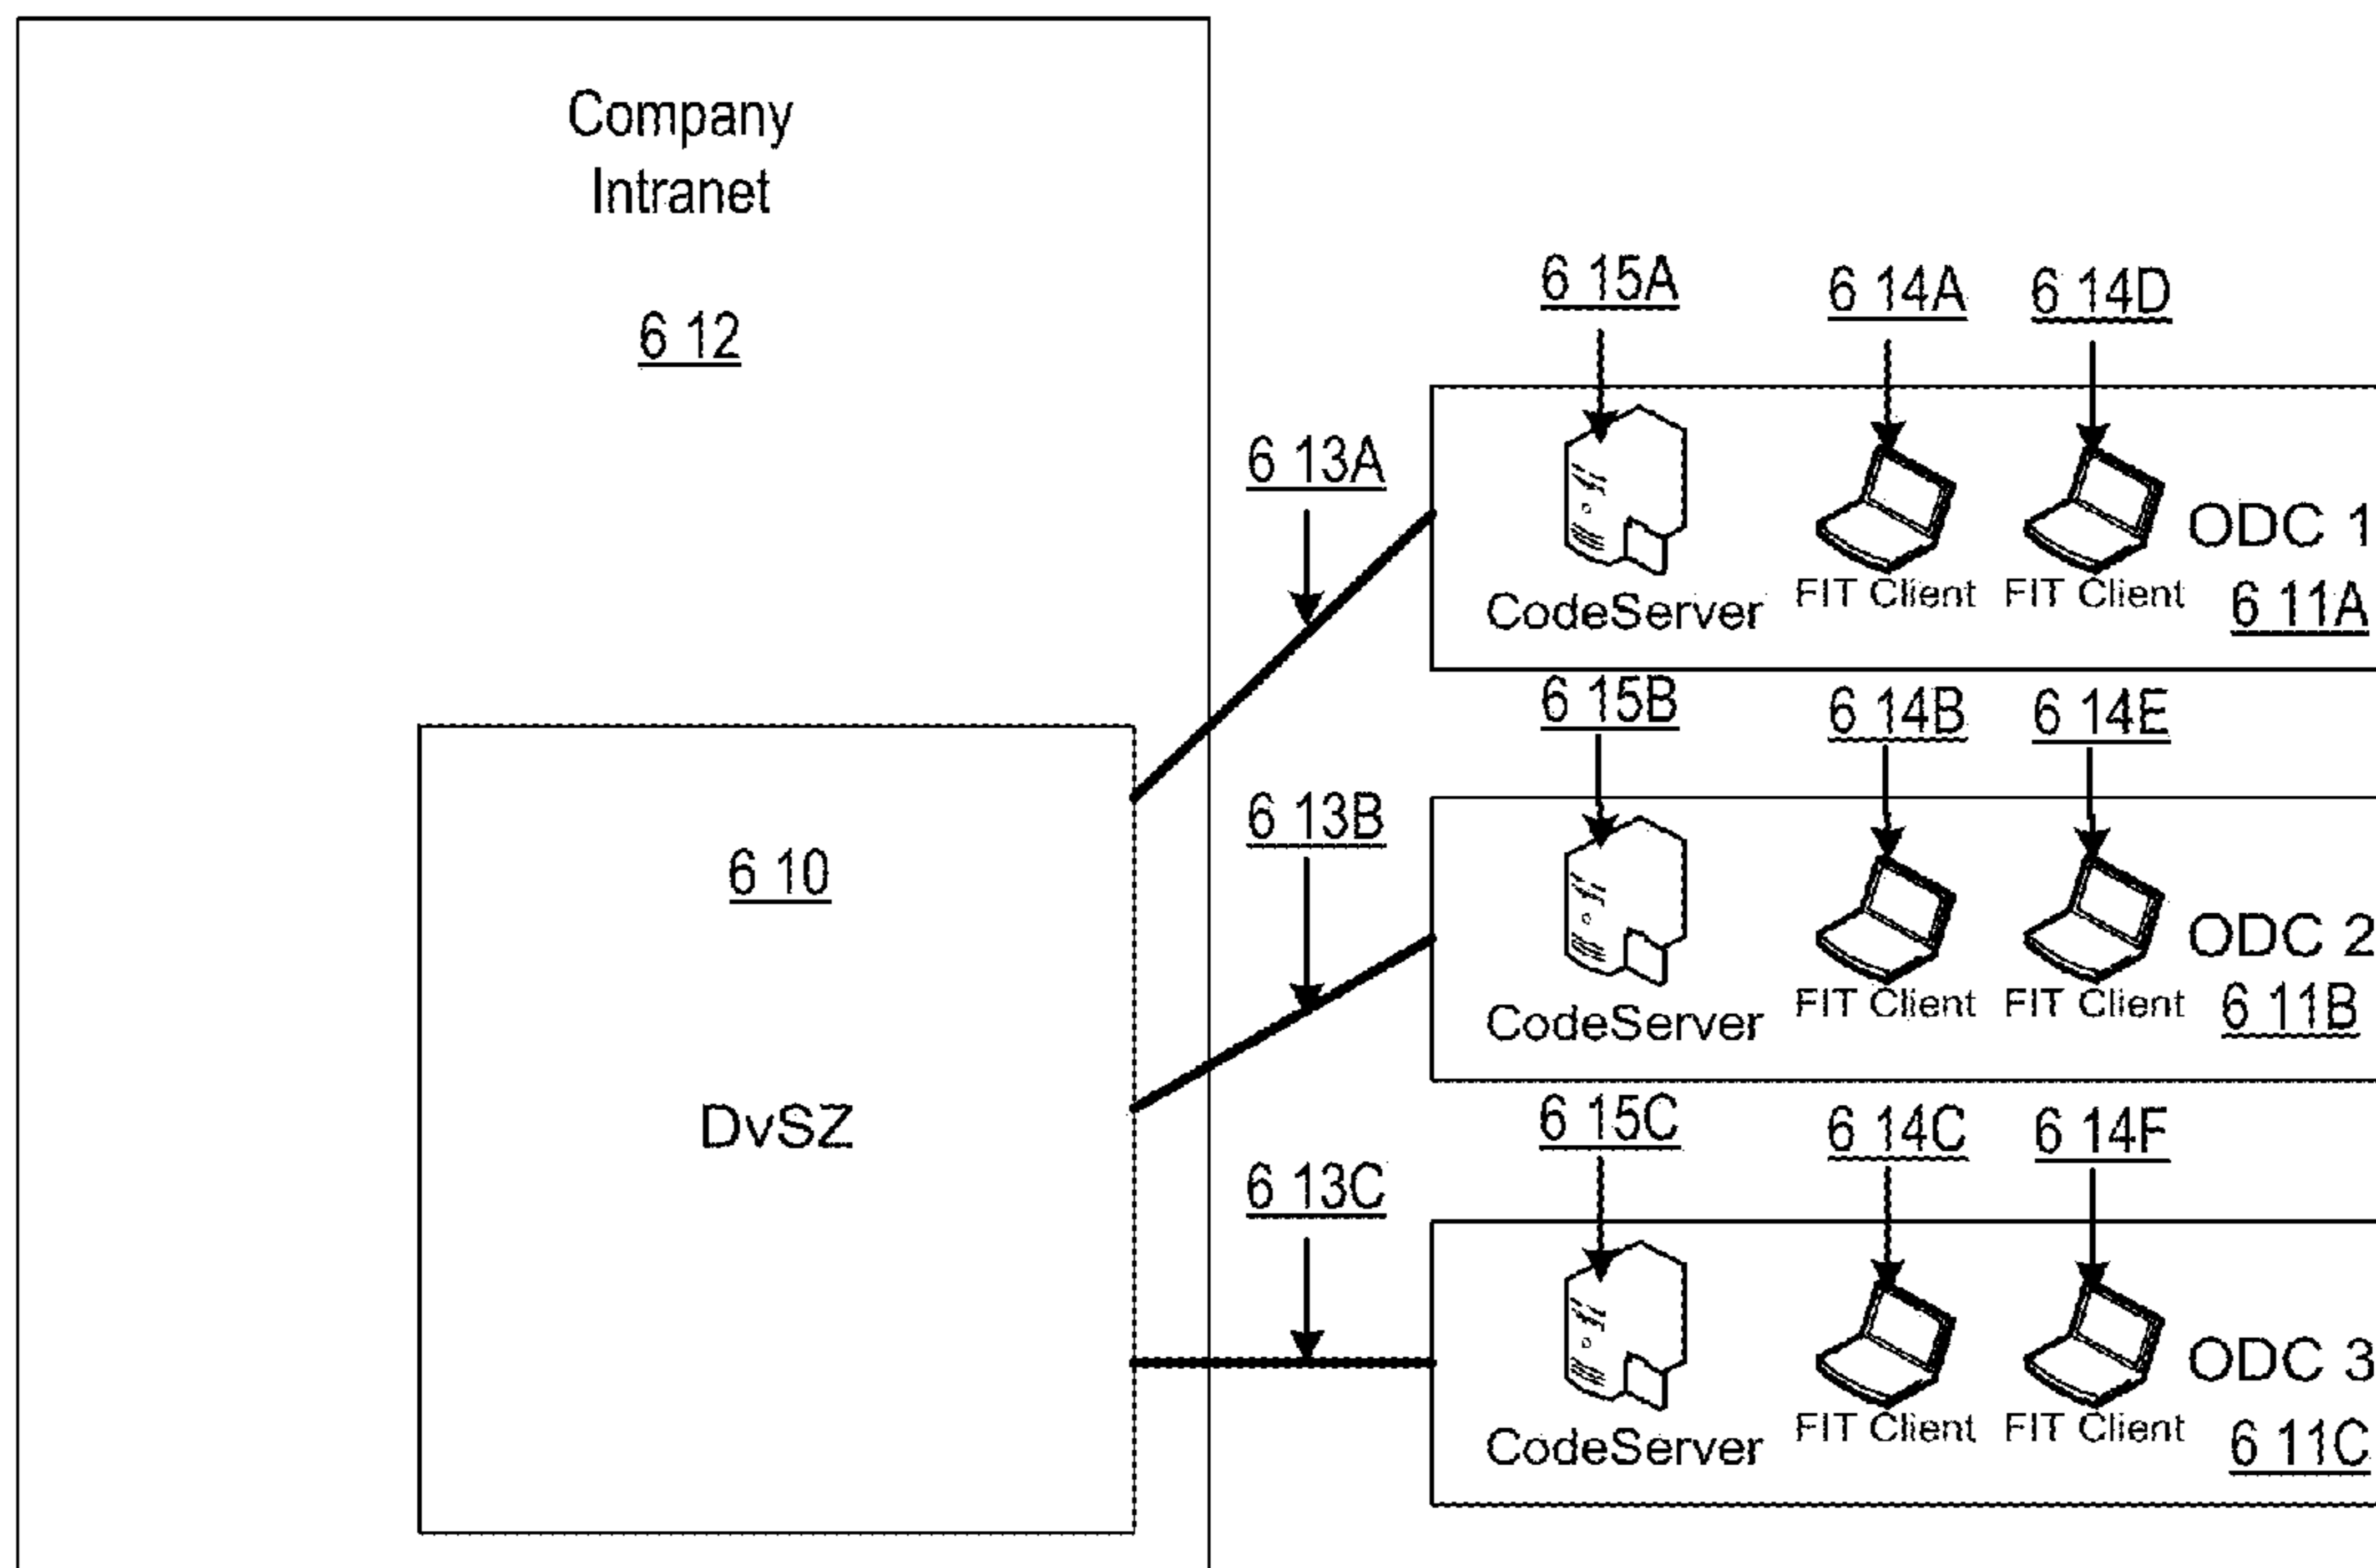 Company
Intranet
6 12
6 10
DvSZ
6 13A
6 13B
6 13C
6 15A 6 14A 6 14D
CodeServer FIT Client FIT Client ODC 1
6 11A
6 15B 6 14B 6 14E
CodeServer FIT Client FIT Client ODC 2
6 11B
6 15C 6 14C 6 14F
CodeServer FIT Client FIT Client ODC 3
6 11C